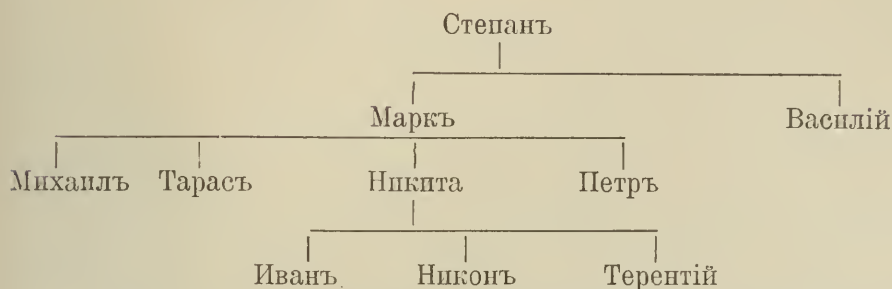 Степанъ
Маркъ Василій
Михаилъ Тарасъ Никита Петръ
Иванъ Никонъ Терентій